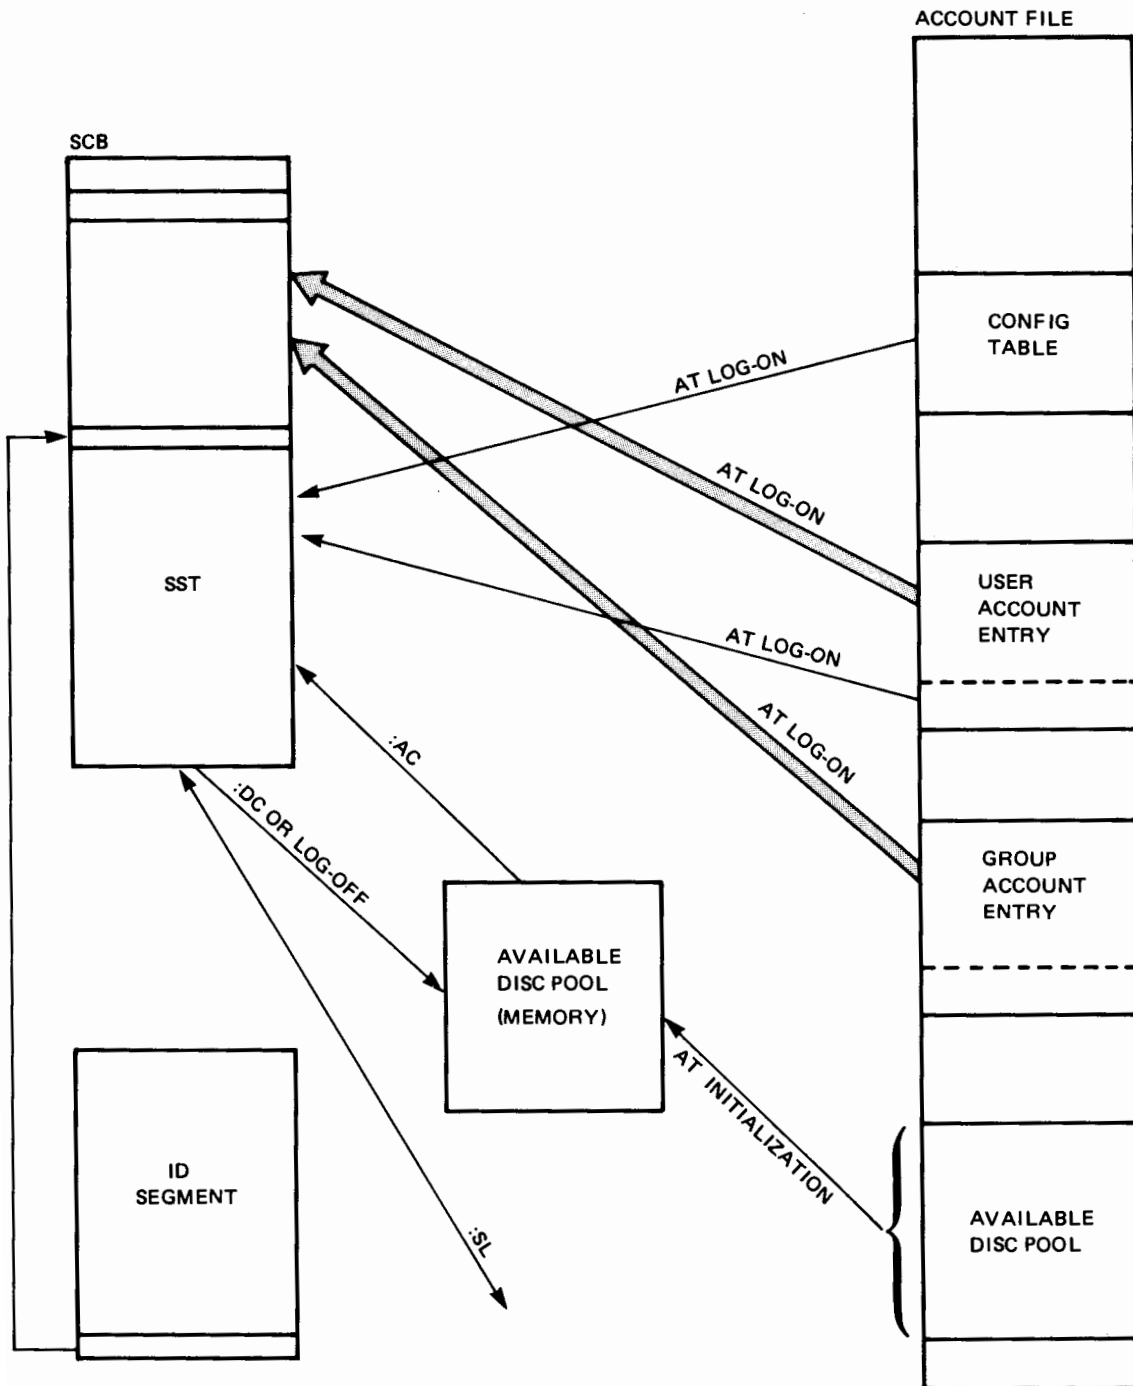 ACCOUNT FILE
SCB
CONFIG
TABLE
AT LOG-ON
AT LOG-ON
USER
ACCOUNT
ENTRY
SST
AT LOG-ON
AT LOG-ON
:AC
:DC OR LOG-OFF
GROUP
ACCOUNT
ENTRY
AVAILABLE
DISC POOL
(MEMORY)
AT INITIALIZATION
ID
SEGMENT
:SL
AVAILABLE
DISC POOL